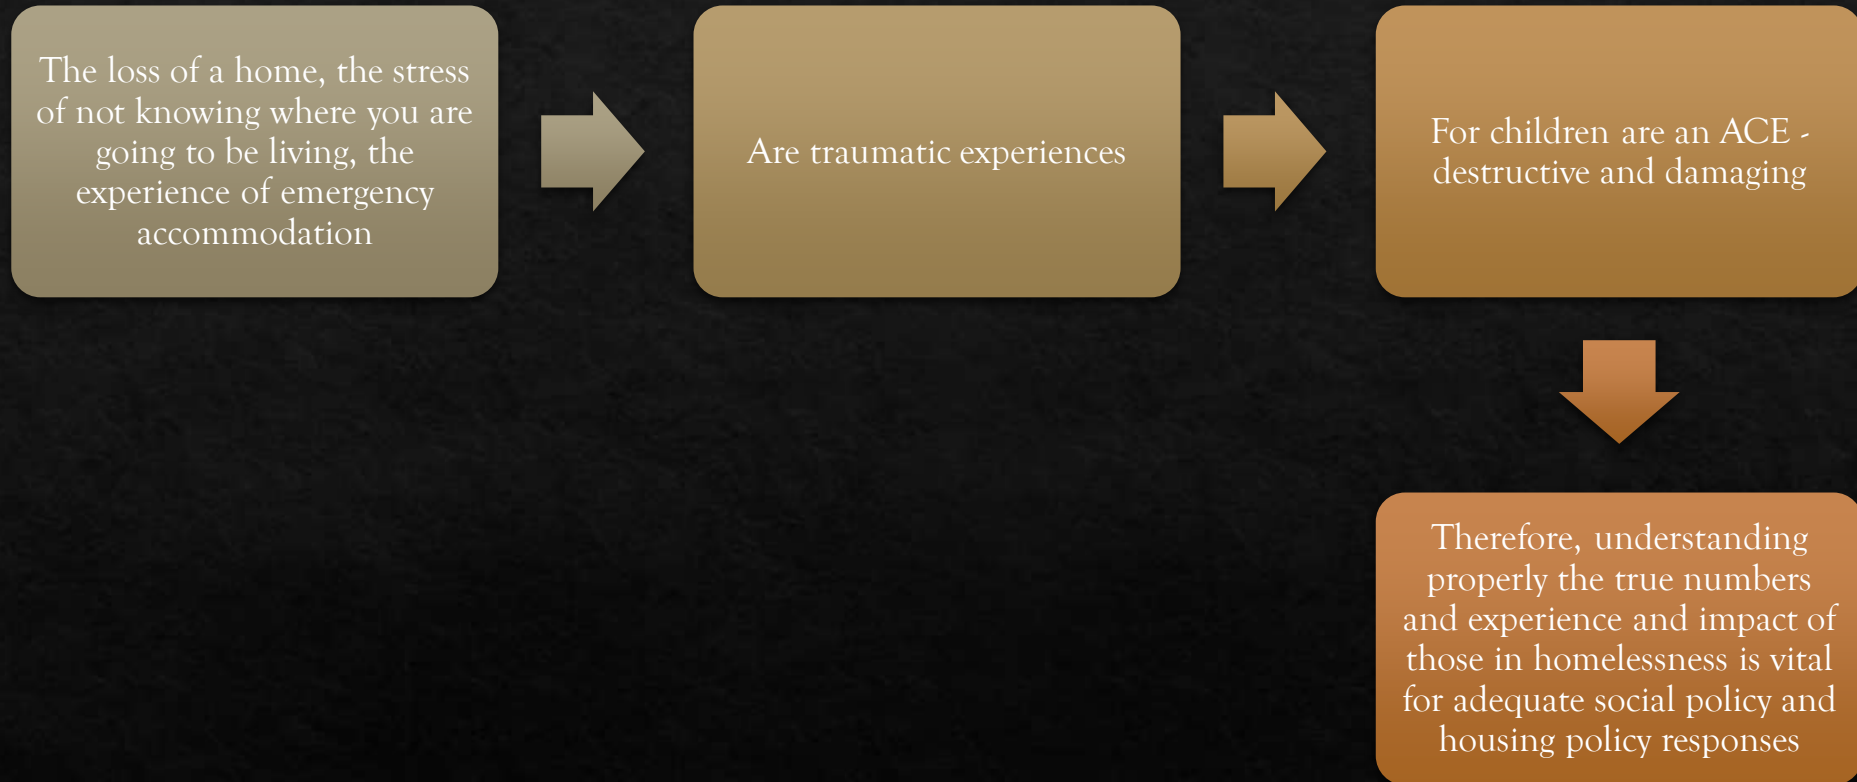 The loss of a home, the stress
of not knowing where you are
going to be living, the
experience of emergency
accommodation
Are traumatic experiences
For children are an ACE -
destructive and damaging
Therefore, understanding
properly the true numbers
and experience and impact of
those in homelessness is vital
for adequate social policy and
housing policy responses